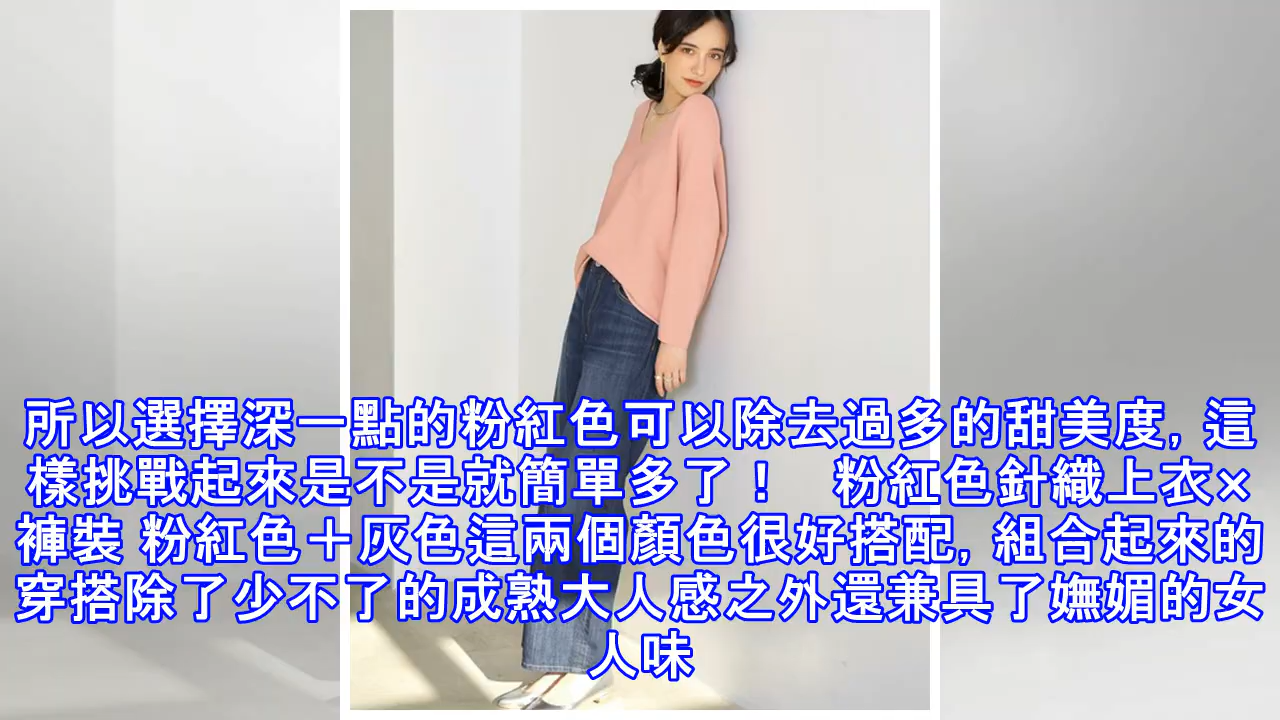 所以選擇深一點的粉紅色可以除去過多的甜美度, 這
樣挑戰起來是不是就簡單多了！ 粉紅色針織上衣×
褲裝 粉紅色＋灰色這兩個顏色很好搭配, 組合起來的
穿搭除了少不了的成熟大人感之外還兼具了嫵媚的女
人味